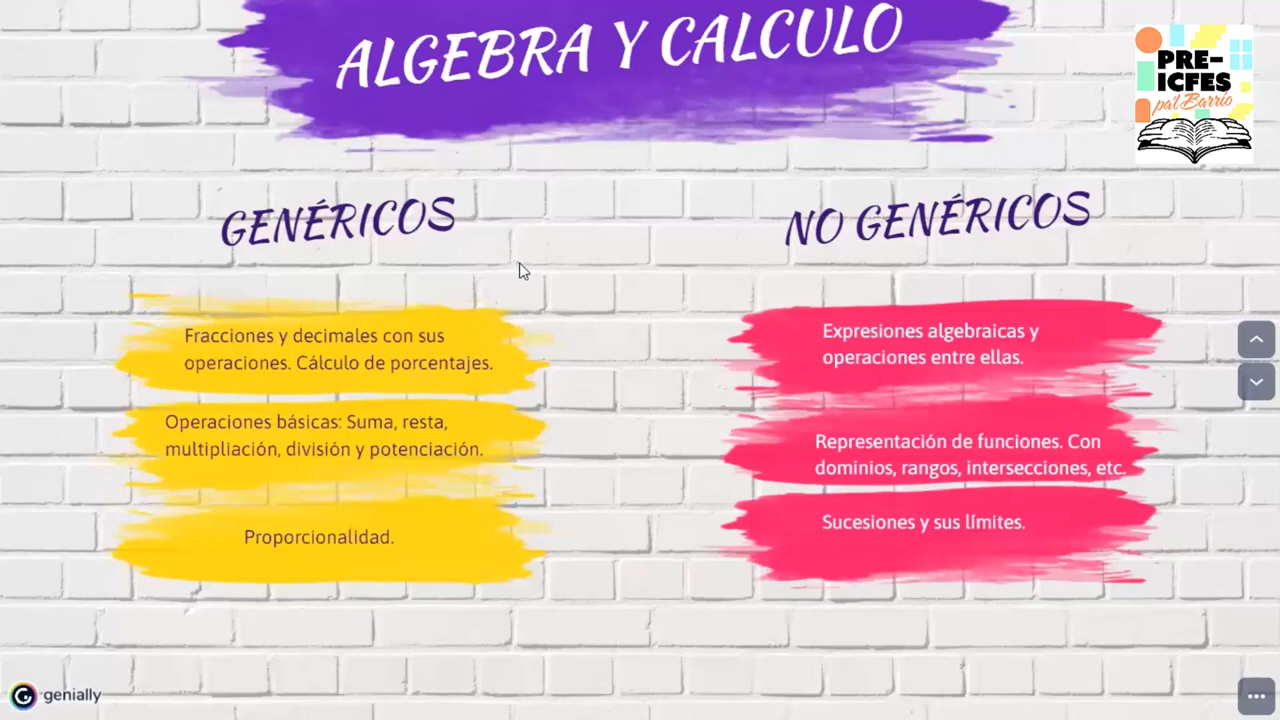 ALGEBRA Y CALCULO
PRE-
ICFES
pa'l Barrio
GENÉRICOS
Fracciones y decimales con sus
operaciones. Cálculo de porcentajes.
Operaciones básicas: Suma, resta,
multipliación, división y potenciación.
Proporcionalidad.
NO GENÉRICOS
Expresiones algebraicas y
operaciones entre ellas.
Representación de funciones. Con
dominios, rangos, intersecciones, etc.
Sucesiones y sus límites.
genially